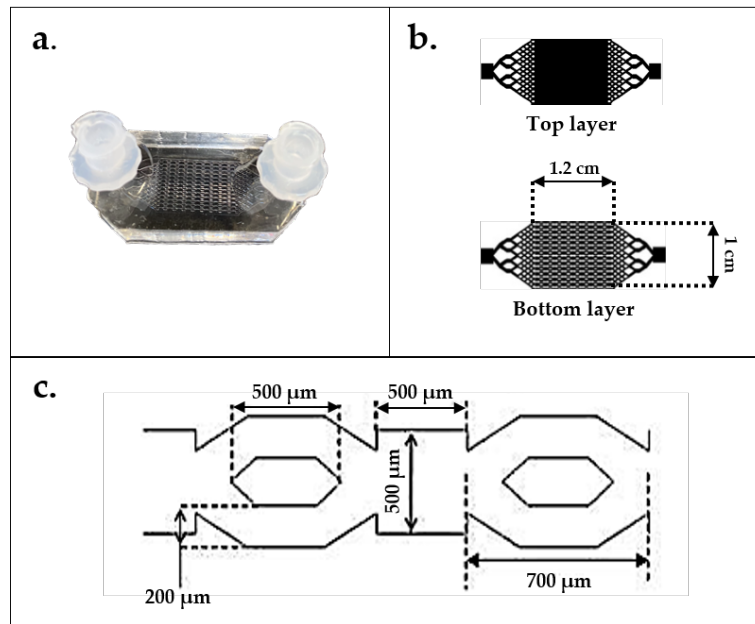 a.
b.
Top layer
1.2 cm
1 cm
Bottom layer
c.
500 µm
500 µm
500 µm
200 µm
700 µm